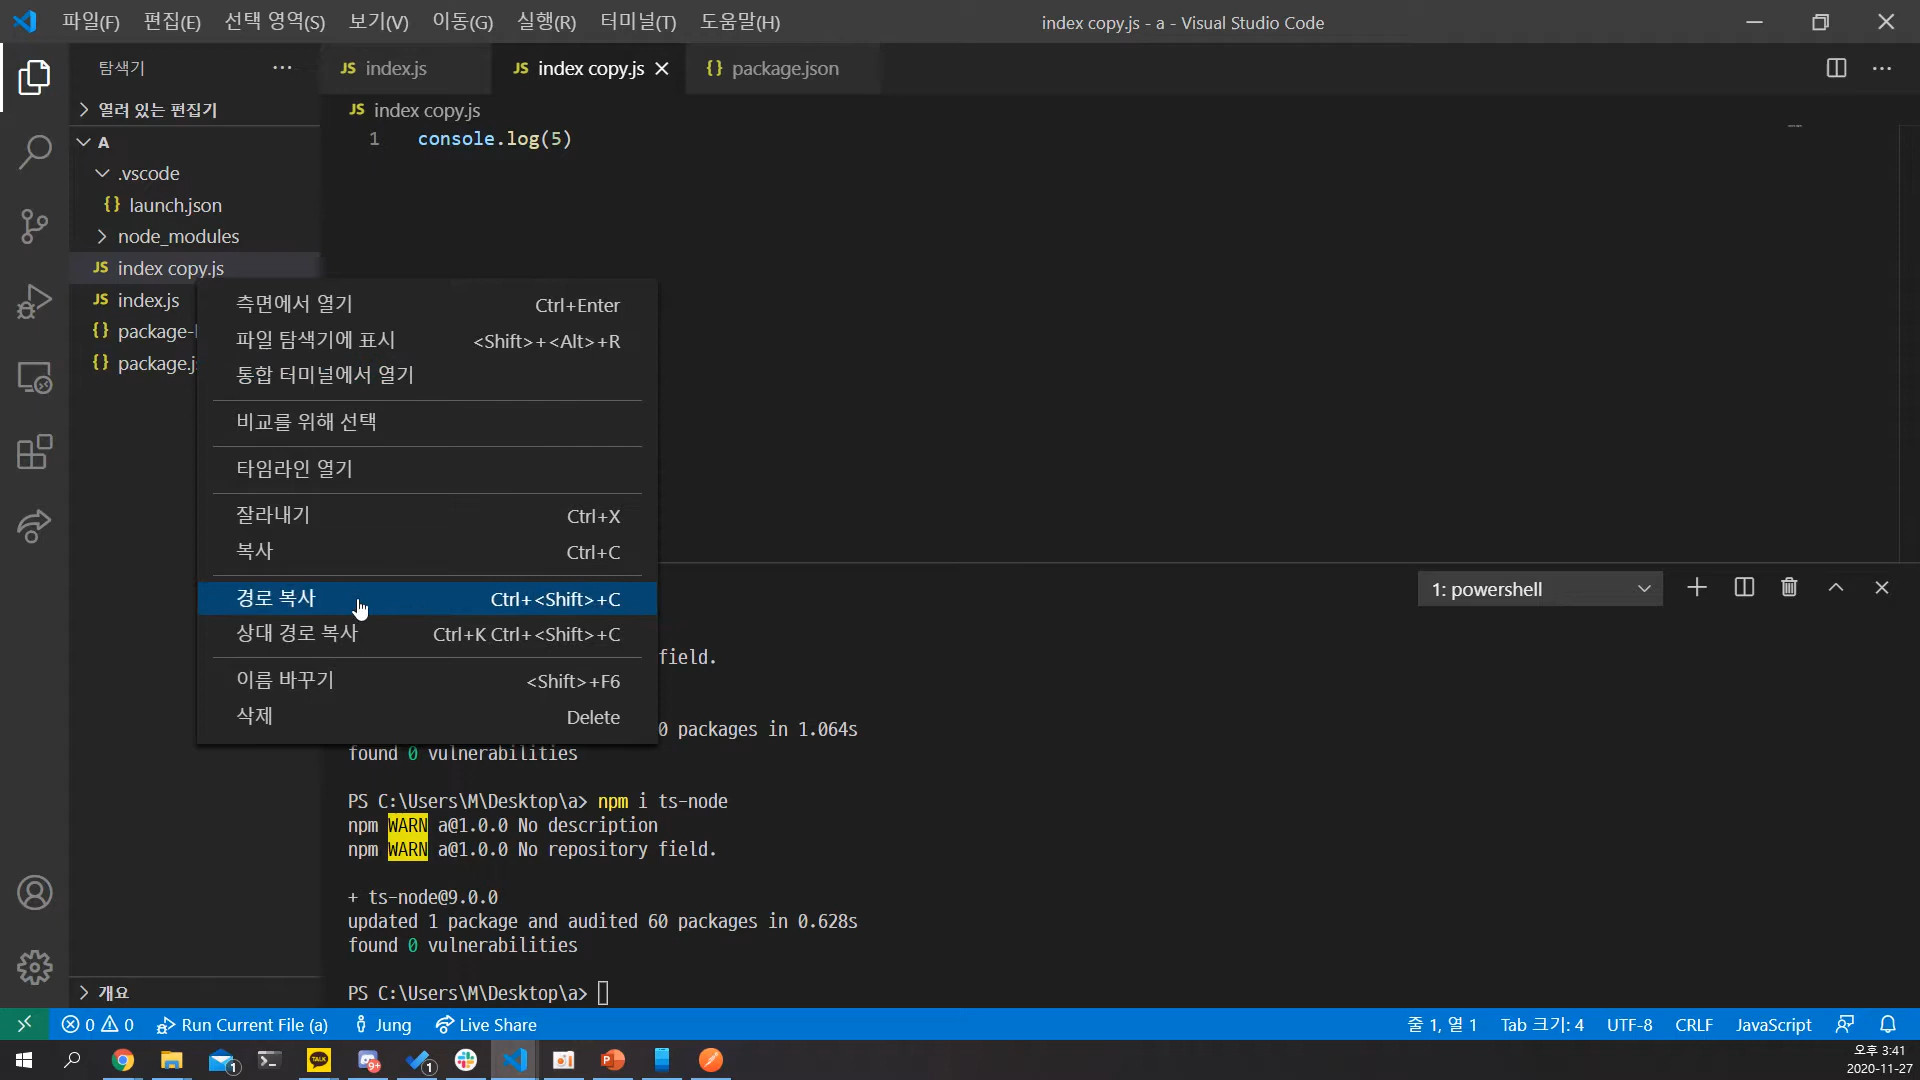 파일(F) 편집(E) 선택 영역(S) 보기(V) 이동(G) 실행(R) 터미널(T) 도움말(H) index copy.js - a - Visual Studio Code
탐색기 ... JS index.js JS index copy.js {} package.json
열려 있는 편집기
JS index copy.js
A
1 console.log(5)
.vscode
{} launch.json
node_modules
JS index copy.js
JS index.js
{} package-
{} package.j
측면에서 열기 Ctrl+Enter
파일 탐색기에 표시 <Shift>+<Alt>+R
통합 터미널에서 열기
비교를 위해 선택
타임라인 열기
잘라내기 Ctrl+X
복사 Ctrl+C
경로 복사 Ctrl+<Shift>+C
상대 경로 복사 Ctrl+K Ctrl+<Shift>+C
이름 바꾸기 <Shift>+F6
삭제 Delete
1: powershell
field.
0 packages in 1.064s
found 0 vulnerabilities
PS C:\Users\M\Desktop\a> npm i ts-node
npm WARN a@1.0.0 No description
npm WARN a@1.0.0 No repository field.
+ ts-node@9.0.0
updated 1 package and audited 60 packages in 0.628s
found 0 vulnerabilities
PS C:\Users\M\Desktop\a>
개요
0 0 Run Current File (a) Jung Live Share 줄 1, 열 1 Tab 크기: 4 UTF-8 CRLF JavaScript
1 TALK 9+ 1
오후 3:41
2020-11-27